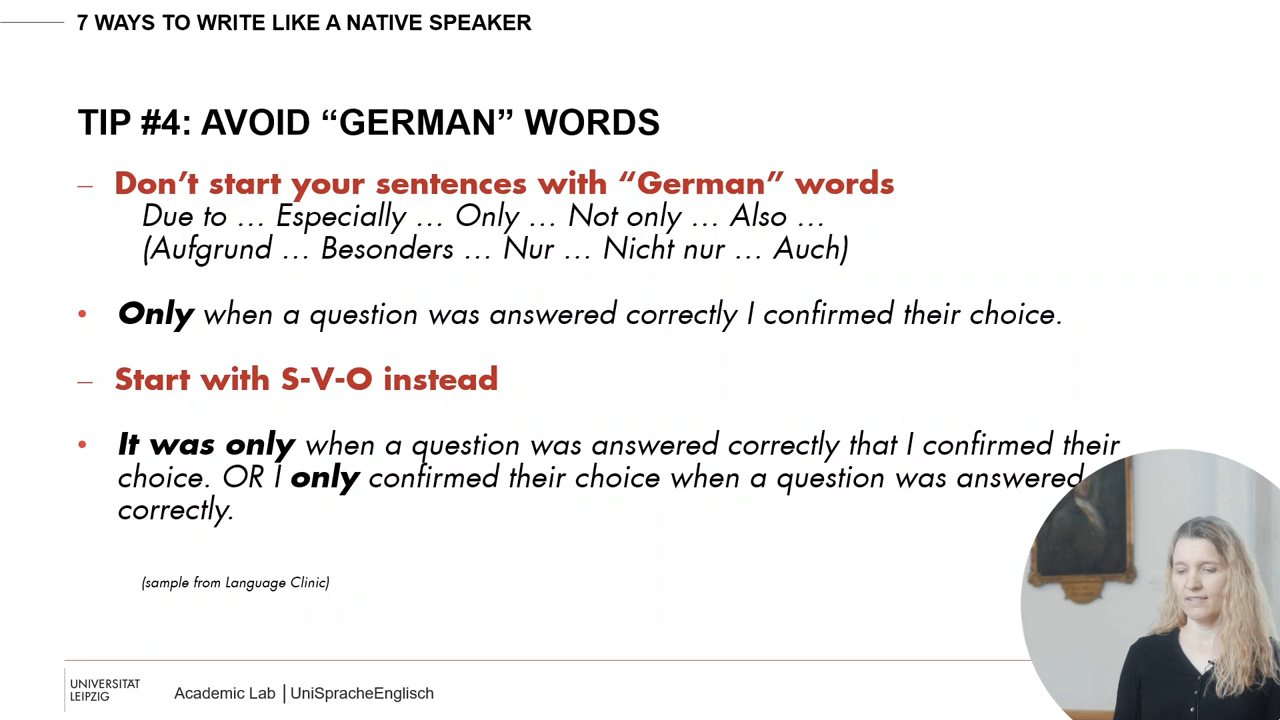 7 WAYS TO WRITE LIKE A NATIVE SPEAKER
TIP #4: AVOID “GERMAN” WORDS
– Don’t start your sentences with “German” words
Due to … Especially … Only … Not only … Also …
(Aufgrund … Besonders … Nur … Nicht nur … Auch)
• Only when a question was answered correctly I confirmed their choice.
– Start with S-V-O instead
• It was only when a question was answered correctly that I confirmed their
choice. OR I only confirmed their choice when a question was answered
correctly.
(sample from Language Clinic)
UNIVERSITÄT
LEIPZIG
Academic Lab | UniSpracheEnglisch